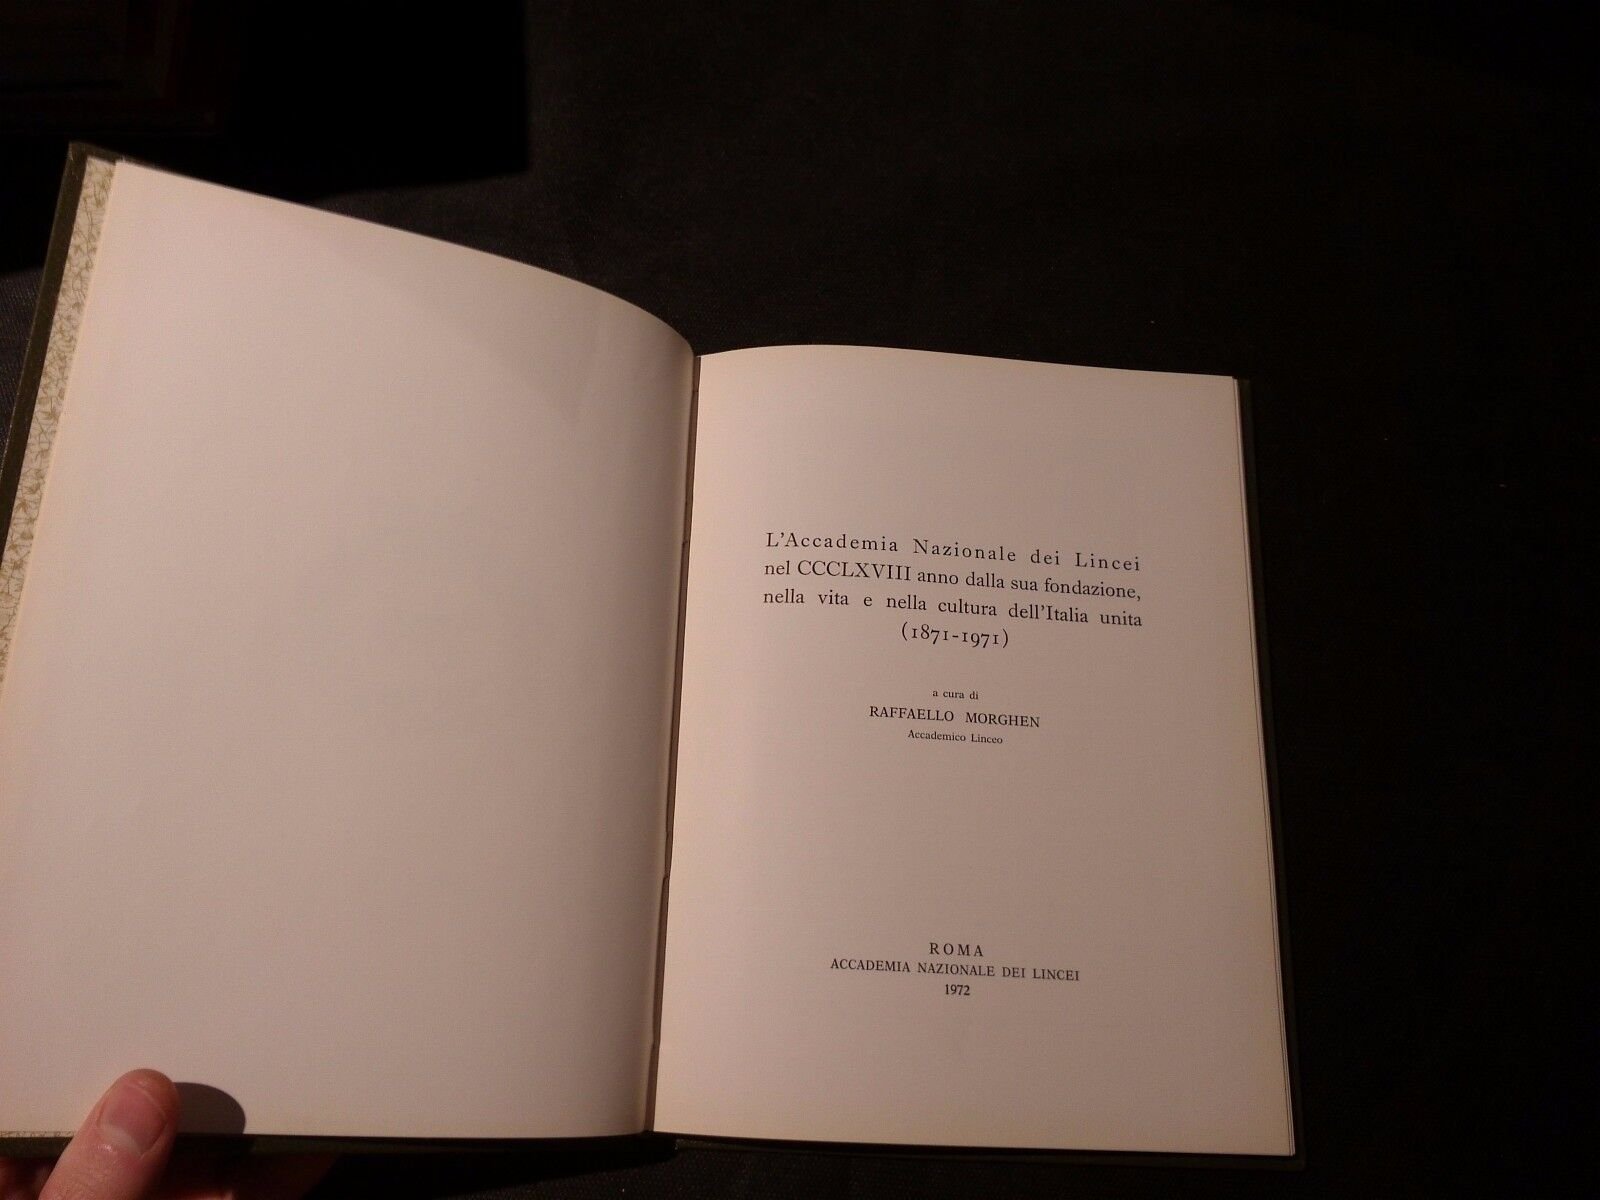 L'Accademia Nazionale dei Lincei
nel CCCLXVIII anno dalla sua fondazione,
nella vita e nella cultura dell'Italia unita
(1871-1971)
a cura di
RAFFAELLO MORGHEN
Accademico Linceo
ROMA
ACCADEMIA NAZIONALE DEI LINCEI
1972